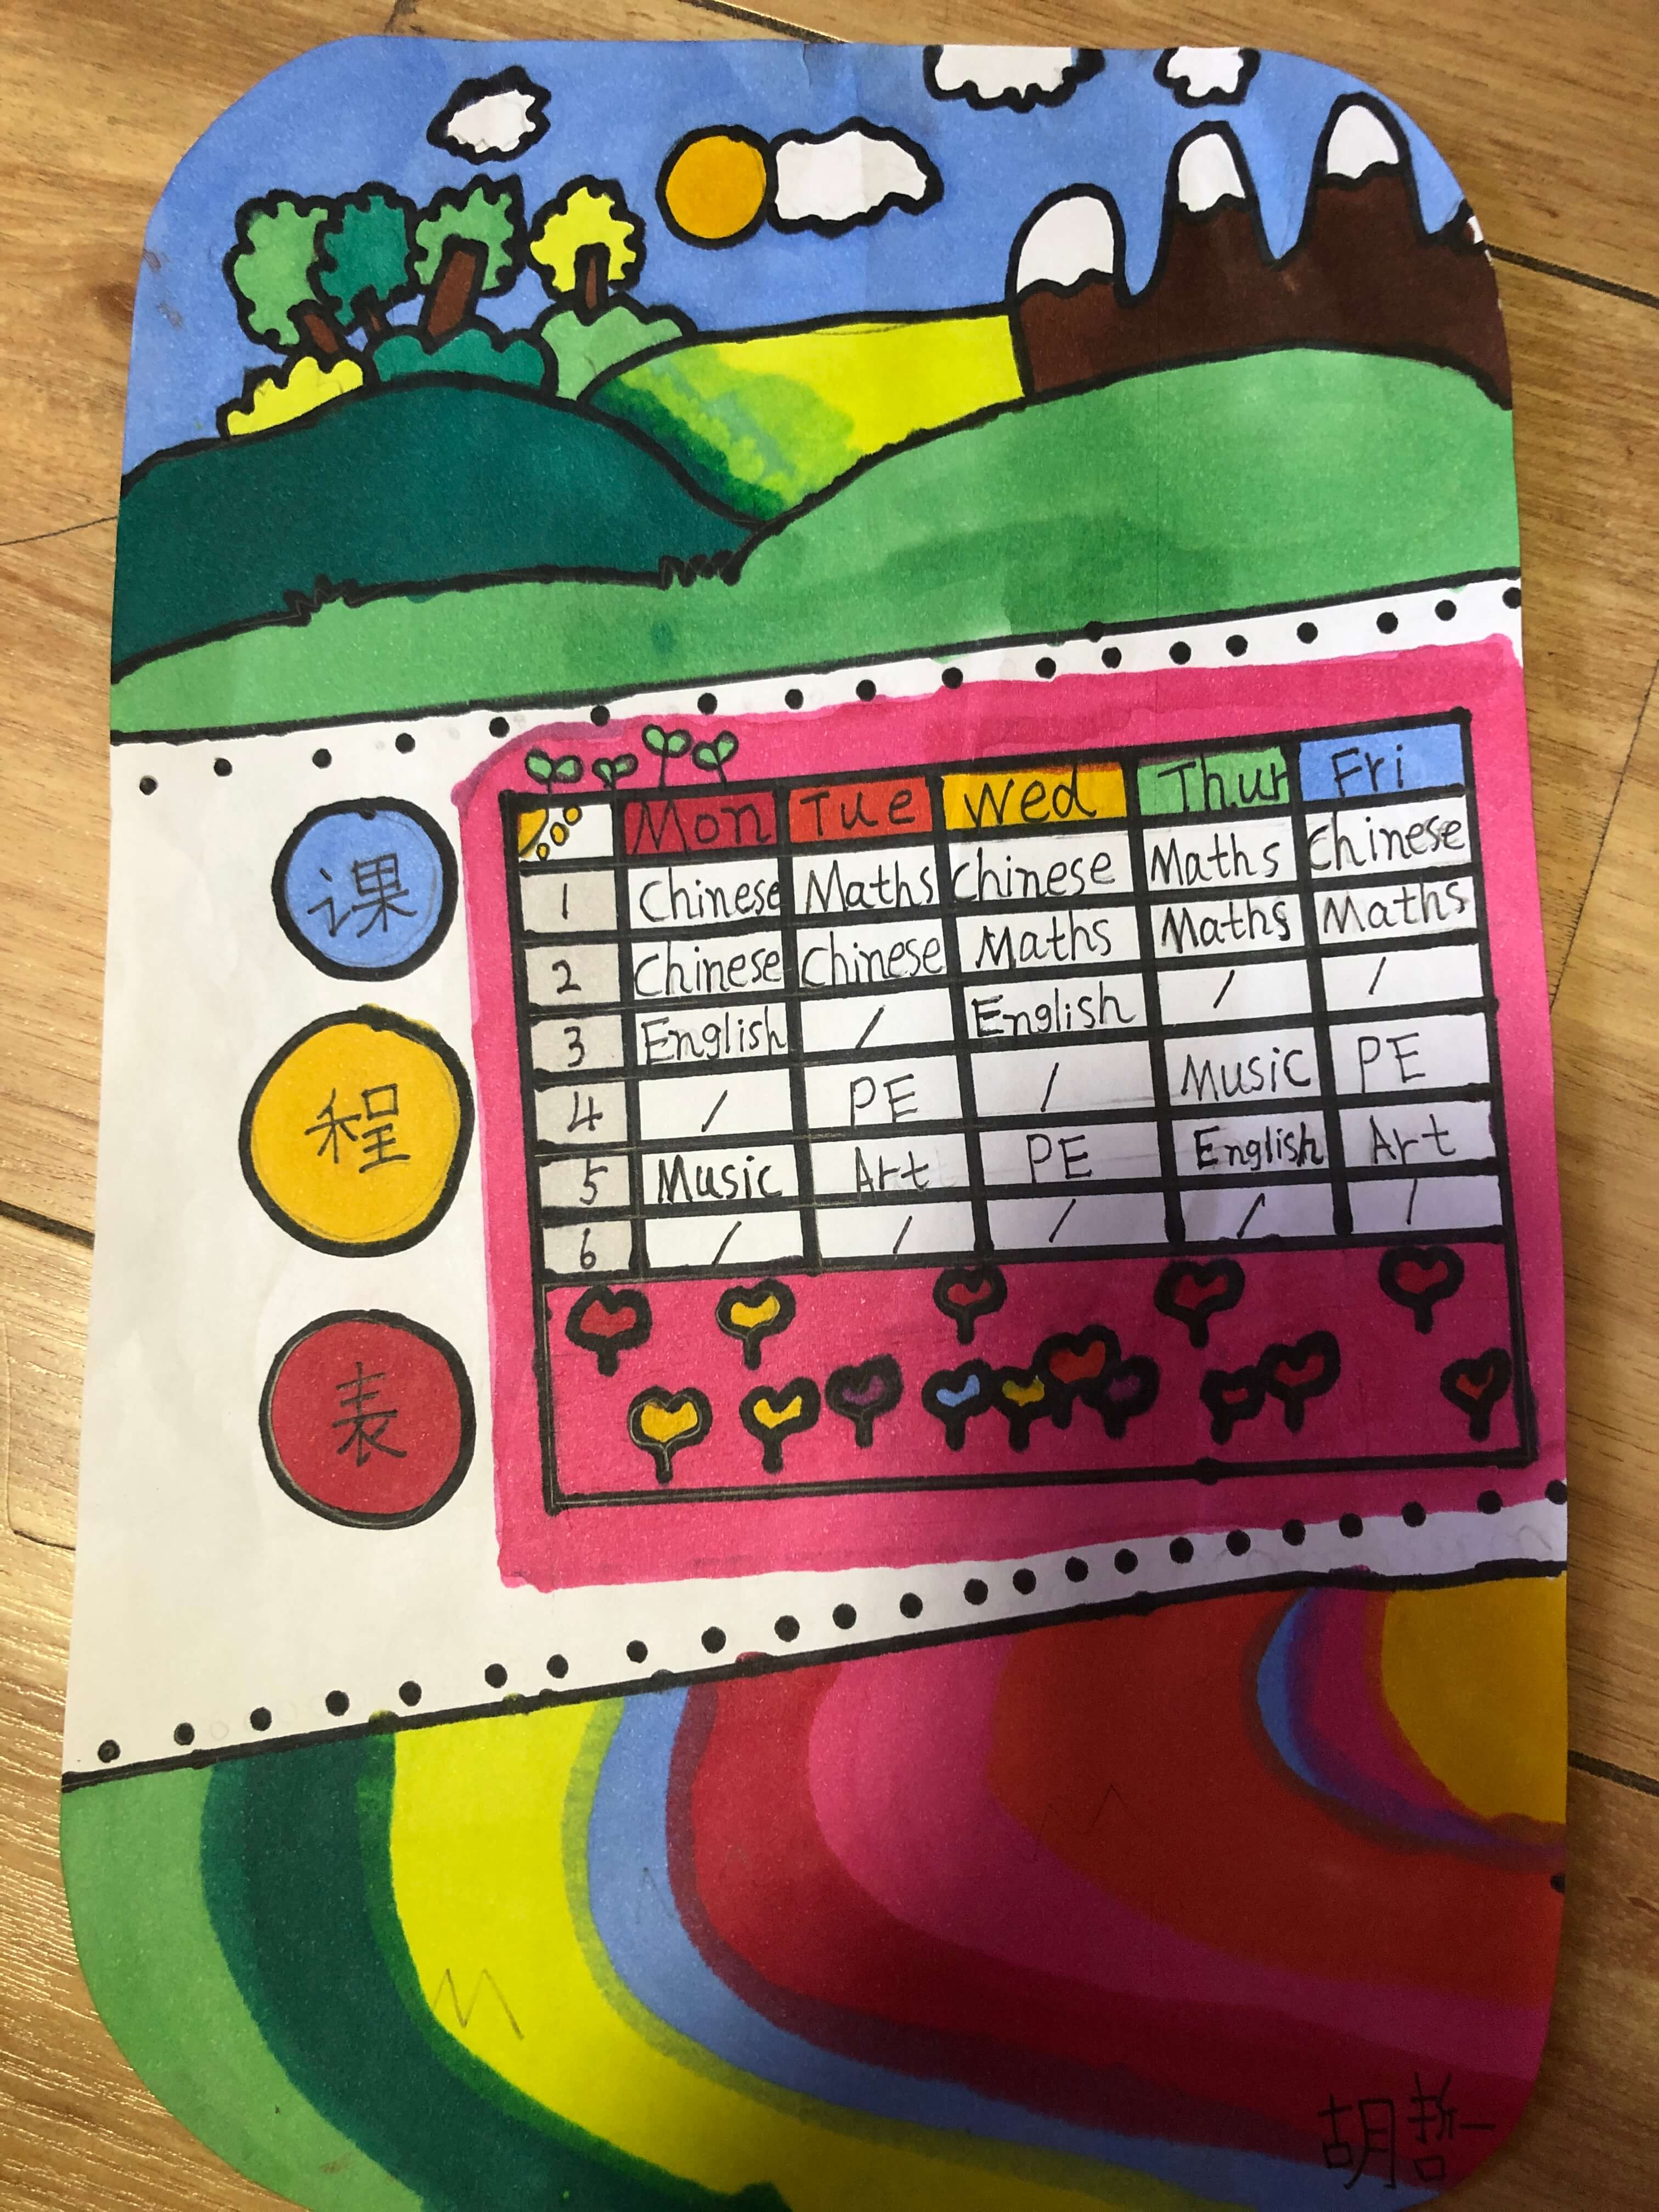 Mon Tue Wed Thur Fri
1 Chinese Maths Chinese Maths Chinese
2 Chinese Chinese Maths Maths Maths
3 English / English / /
4 / PE / Music PE
5 Music Art PE English Art
6 / / / / /
课
程
表
胡哲一